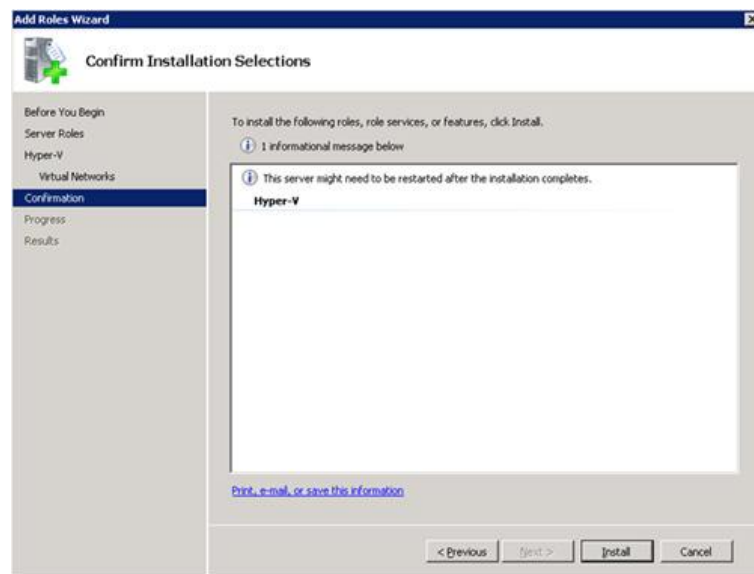 Add Roles Wizard
Confirm Installation Selections
Before You Begin
Server Roles
Hyper-V
Virtual Networks
Confirmation
Progress
Results
To install the following roles, role services, or features, click Install.
1 informational message below
This server might need to be restarted after the installation completes.
Hyper-V
Print, e-mail, or save this information
< Previous
Next >
Install
Cancel